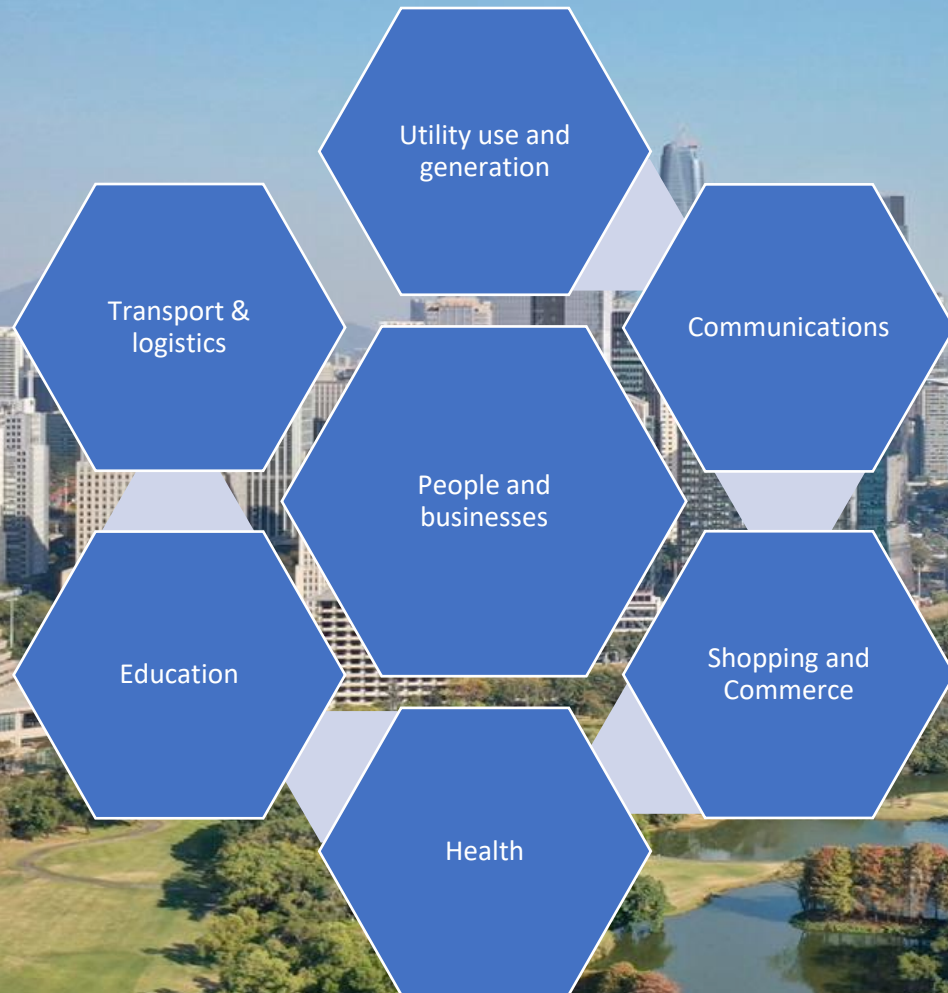 Utility use and
generation
Transport &
logistics
Communications
People and
businesses
Education
Shopping and
Commerce
Health